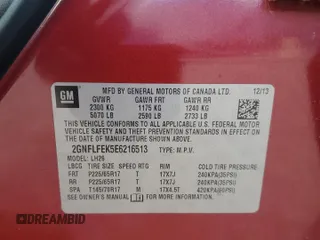 GM
MFD BY GENERAL MOTORS OF CANADA LTD. 12/13
GVWR GAWR FRT GAWR RR
2300 KG 1175 KG 1240 KG
5070 LB 2590 LB 2733 LB
THIS VEHICLE CONFORMS TO ALL APPLICABLE U.S. FEDERAL
MOTOR VEHICLE SAFETY, BUMPER, AND THEFT PREVENTION
STANDARDS IN EFFECT ON THE DATE OF MANUFACTURE
SHOWN ABOVE.
2GNFLFEK5E6216513 TYPE: M.P.V.
MODEL: LH26
LBCG TIRE SIZE SPEED RTG RIM COLD TIRE PRESSURE
FRT P225/65R17 T 17X7J 240KPA(35PSI)
RR P225/65R17 T 17X7J 240KPA(35PSI)
SPA T145/70R17 M 17X4.5T 420KPA(60PSI)
SEE OWNER'S MANUAL FOR ADDITIONAL INFORMATION.
DREAMBID